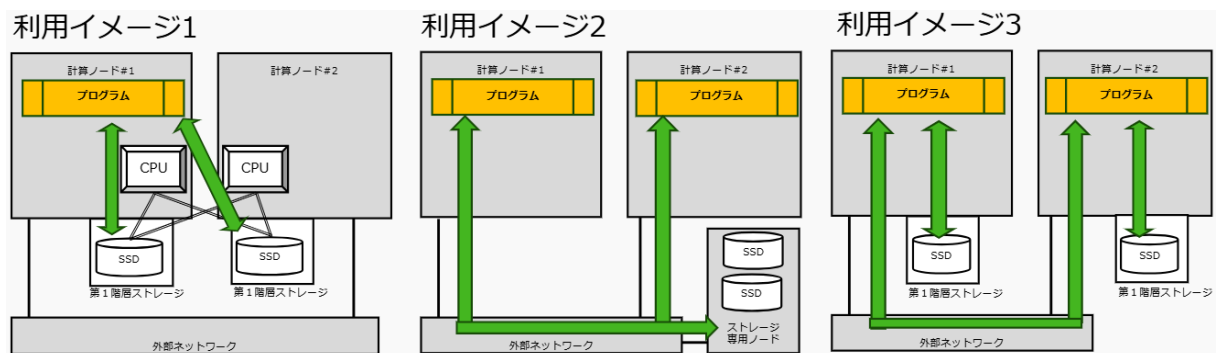 利用イメージ1
計算ノード#1
プログラム
計算ノード#2
CPU
CPU
SSD
SSD
第1階層ストレージ
第1階層ストレージ
外部ネットワーク
利用イメージ2
計算ノード#1
プログラム
計算ノード#2
プログラム
SSD
SSD
ストレージ
専用ノード
外部ネットワーク
利用イメージ3
計算ノード#1
プログラム
計算ノード#2
プログラム
SSD
SSD
第1階層ストレージ
第1階層ストレージ
外部ネットワーク